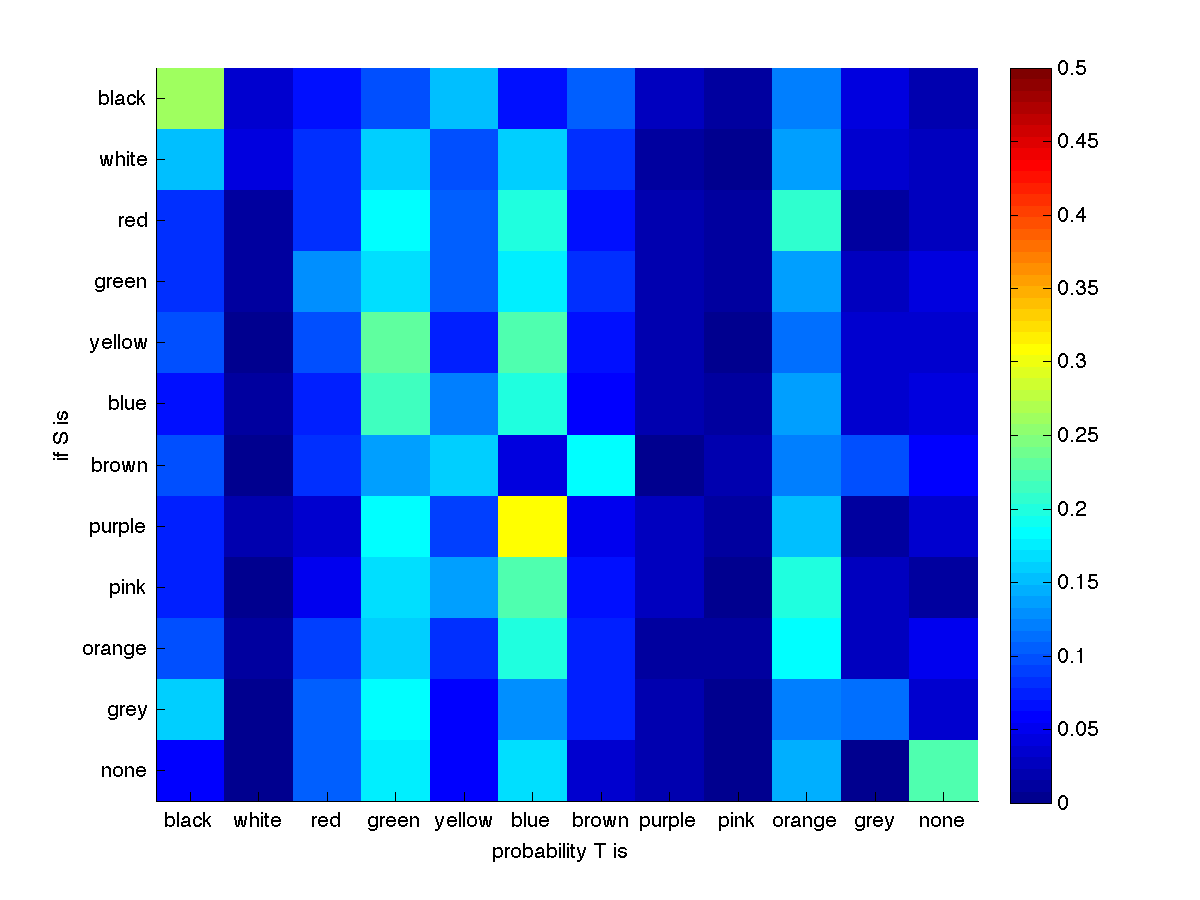 black
white
red
green
yellow
blue
brown
purple
pink
orange
grey
none
if S is
black white red green yellow blue brown purple pink orange grey none
probability T is
0.5
0.45
0.4
0.35
0.3
0.25
0.2
0.15
0.1
0.05
0